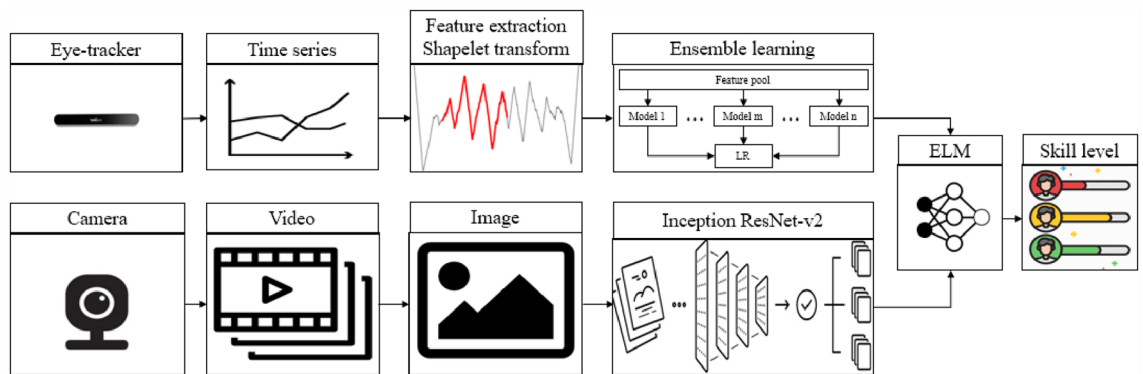 Eye-tracker
Time series
Feature extraction
Shapelet transform
Ensemble learning
Feature pool
Model 1
Model m
Model n
LR
ELM
Skill level
Camera
Video
Image
Inception ResNet-v2